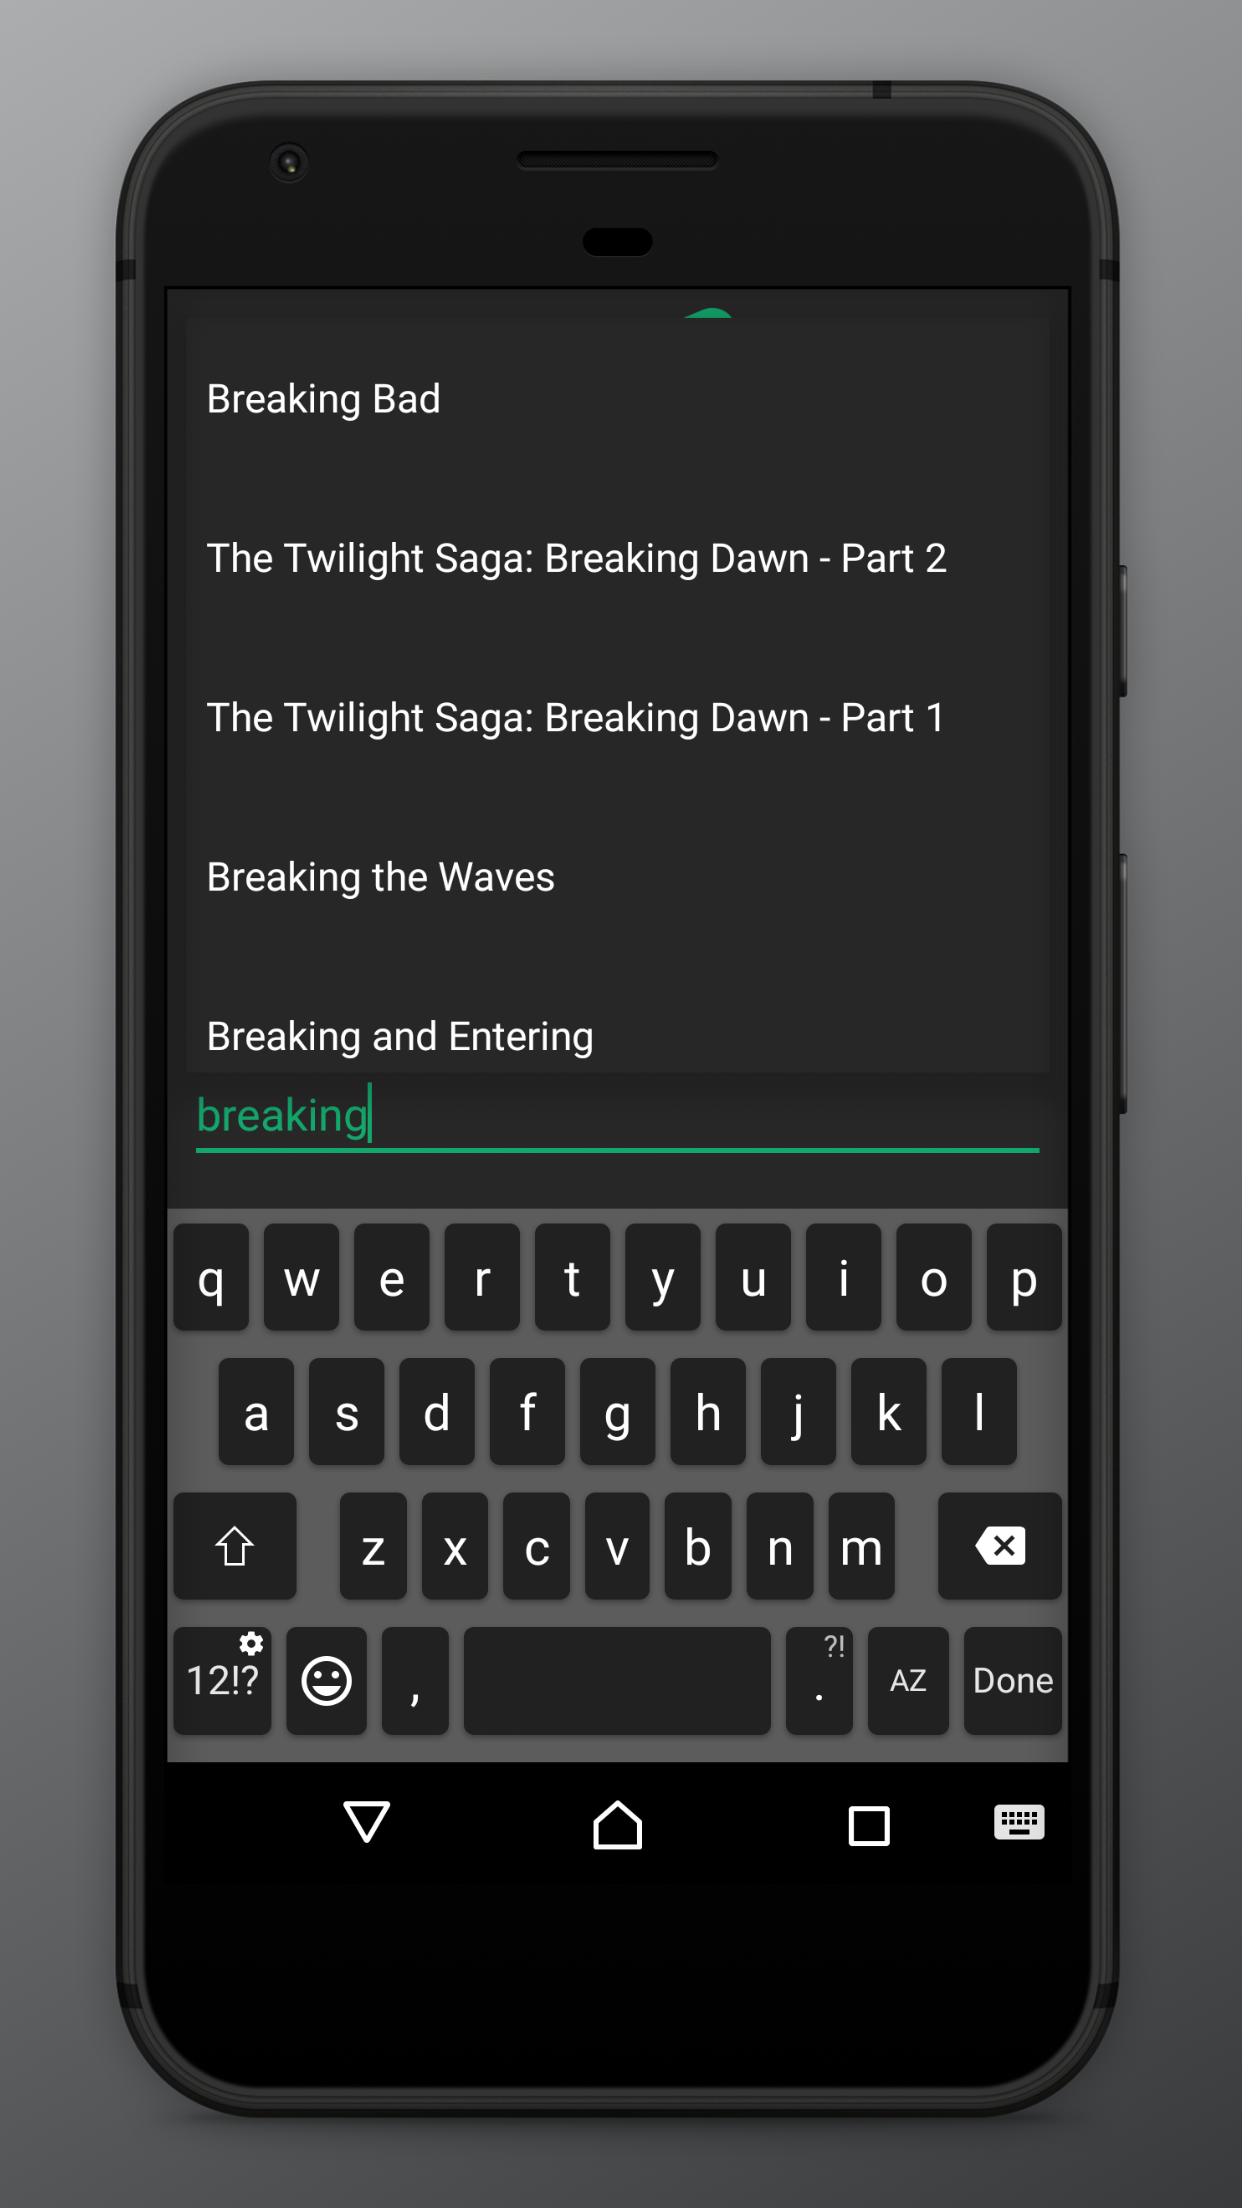 Breaking Bad
The Twilight Saga: Breaking Dawn - Part 2
The Twilight Saga: Breaking Dawn - Part 1
Breaking the Waves
Breaking and Entering
breaking
q w e r t y u i o p
a s d f g h j k l
z x c v b n m
12!? , . ?! AZ Done